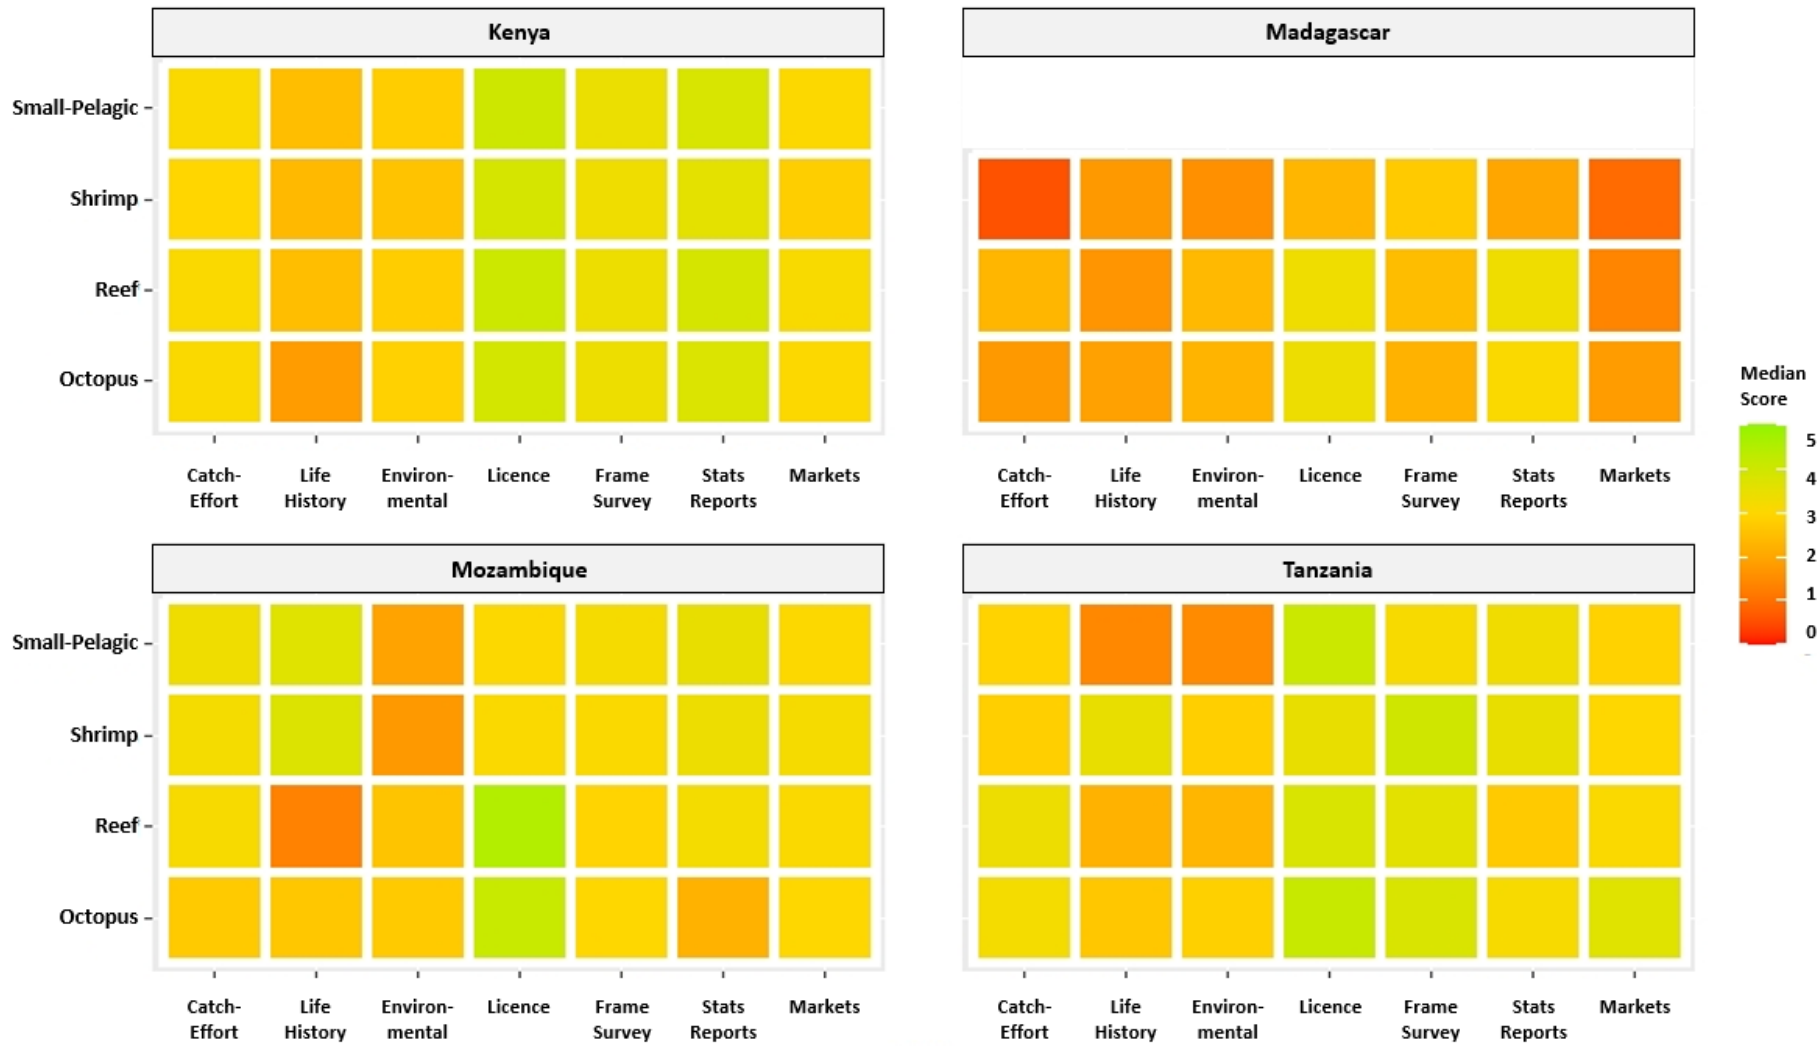 Kenya
Madagascar
Small-Pelagic
Shrimp
Reef
Octopus
Catch-
Effort
Life
History
Environ-
mental
Licence
Frame
Survey
Stats
Reports
Markets
Catch-
Effort
Life
History
Environ-
mental
Licence
Frame
Survey
Stats
Reports
Markets
Median
Score
5
4
3
2
1
0
Mozambique
Tanzania
Small-Pelagic
Shrimp
Reef
Octopus
Catch-
Effort
Life
History
Environ-
mental
Licence
Frame
Survey
Stats
Reports
Markets
Catch-
Effort
Life
History
Environ-
mental
Licence
Frame
Survey
Stats
Reports
Markets